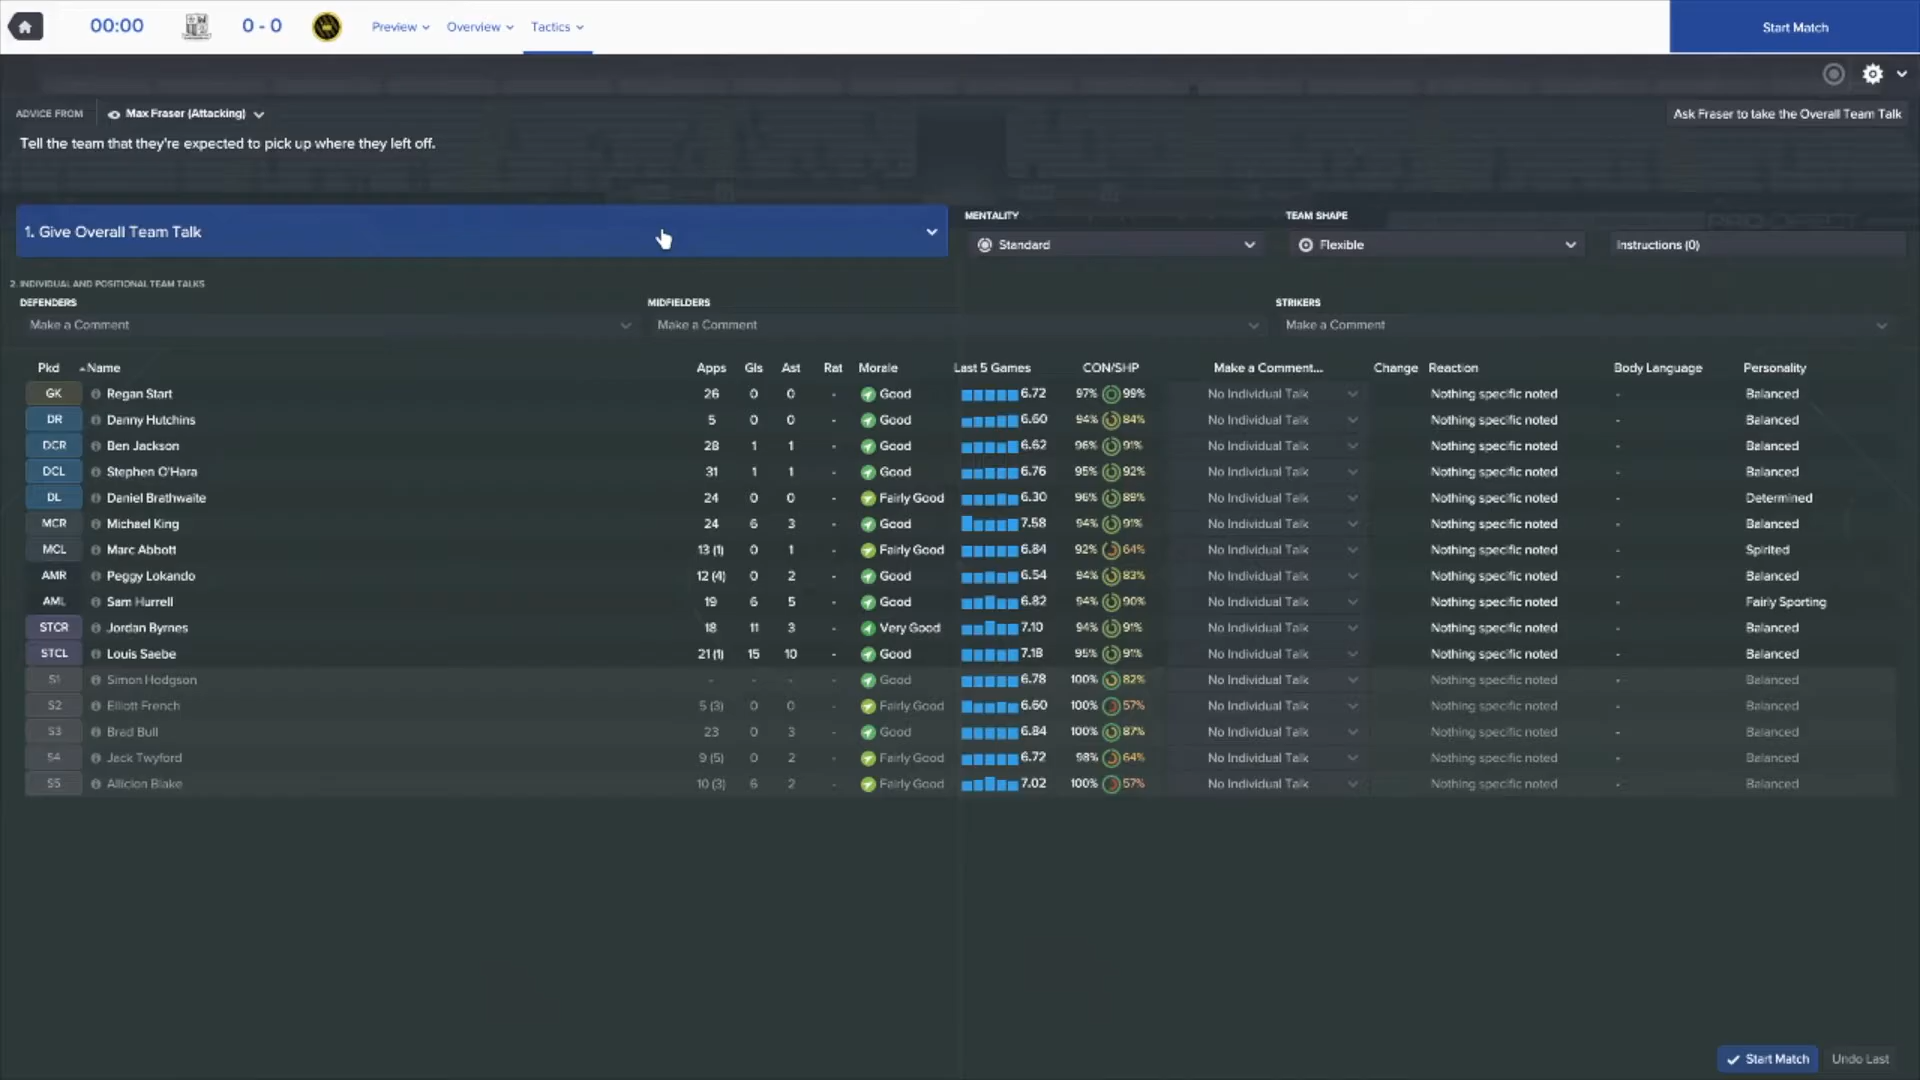 00:00 0 - 0 Preview Overview Tactics Start Match
ADVICE FROM Max Fraser (Attacking) Ask Fraser to take the Overall Team Talk
Tell the team that they're expected to pick up where they left off.
1. Give Overall Team Talk
MENTALITY TEAM SHAPE
Standard Flexible Instructions (0)
2. INDIVIDUAL AND POSITIONAL TEAM TALKS
DEFENDERS MIDFIELDERS STRIKERS
Make a Comment Make a Comment Make a Comment
Pkd Name Apps Gls Ast Rat Morale Last 5 Games CON/SHP Make a Comment... Change Reaction Body Language Personality
GK Regan Start 26 0 0 - Good 6.72 97% 99% No Individual Talk Nothing specific noted - Balanced
DR Danny Hutchins 5 0 0 - Good 6.60 94% 84% No Individual Talk Nothing specific noted - Balanced
DCR Ben Jackson 28 1 1 - Good 6.62 96% 91% No Individual Talk Nothing specific noted - Balanced
DCL Stephen O'Hara 31 1 1 - Good 6.76 95% 92% No Individual Talk Nothing specific noted - Balanced
DL Daniel Brathwaite 24 0 0 - Fairly Good 6.30 96% 89% No Individual Talk Nothing specific noted - Determined
MCR Michael King 24 6 3 - Good 7.58 94% 91% No Individual Talk Nothing specific noted - Balanced
MCL Marc Abbott 13 (1) 0 1 - Fairly Good 6.84 92% 64% No Individual Talk Nothing specific noted - Spirited
AMR Peggy Lokando 12 (4) 0 2 - Good 6.54 94% 83% No Individual Talk Nothing specific noted - Balanced
AML Sam Hurrell 19 6 5 - Good 6.82 94% 90% No Individual Talk Nothing specific noted - Fairly Sporting
STCR Jordan Byrnes 18 11 3 - Very Good 7.10 94% 91% No Individual Talk Nothing specific noted - Balanced
STCL Louis Saebe 21 (1) 15 10 - Good 7.18 95% 91% No Individual Talk Nothing specific noted - Balanced
S1 Simon Hodgson - - - - Good 6.78 100% 82% No Individual Talk Nothing specific noted - Balanced
S2 Elliott French 5 (3) 0 0 - Fairly Good 6.60 100% 57% No Individual Talk Nothing specific noted - Balanced
S3 Brad Bull 23 0 3 - Good 6.84 100% 87% No Individual Talk Nothing specific noted - Balanced
S4 Jack Twyford 9 (5) 0 2 - Fairly Good 6.72 98% 64% No Individual Talk Nothing specific noted - Balanced
S5 Allicion Blake 10 (3) 6 2 - Fairly Good 7.02 100% 57% No Individual Talk Nothing specific noted - Balanced
Start Match Undo Last